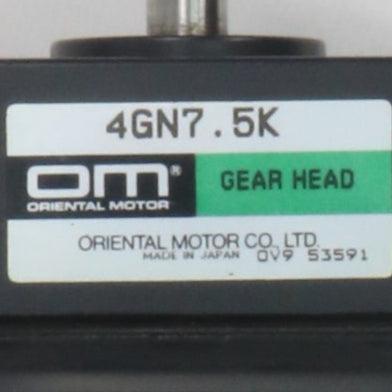 4GN7.5K
om®
ORIENTAL MOTOR
GEAR HEAD
ORIENTAL MOTOR CO., LTD.
MADE IN JAPAN 0V9 53591